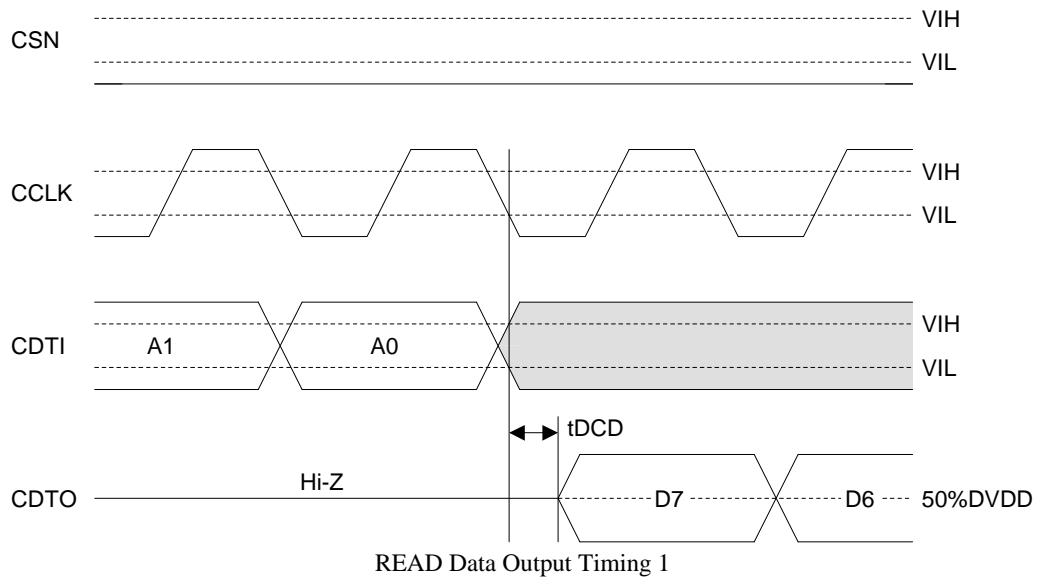 VIH
CSN
VIL
VIH
CCLK
VIL
VIH
CDTI A1 A0
VIL
tDCD
Hi-Z
CDTO D7 D6 50%DVDD
READ Data Output Timing 1